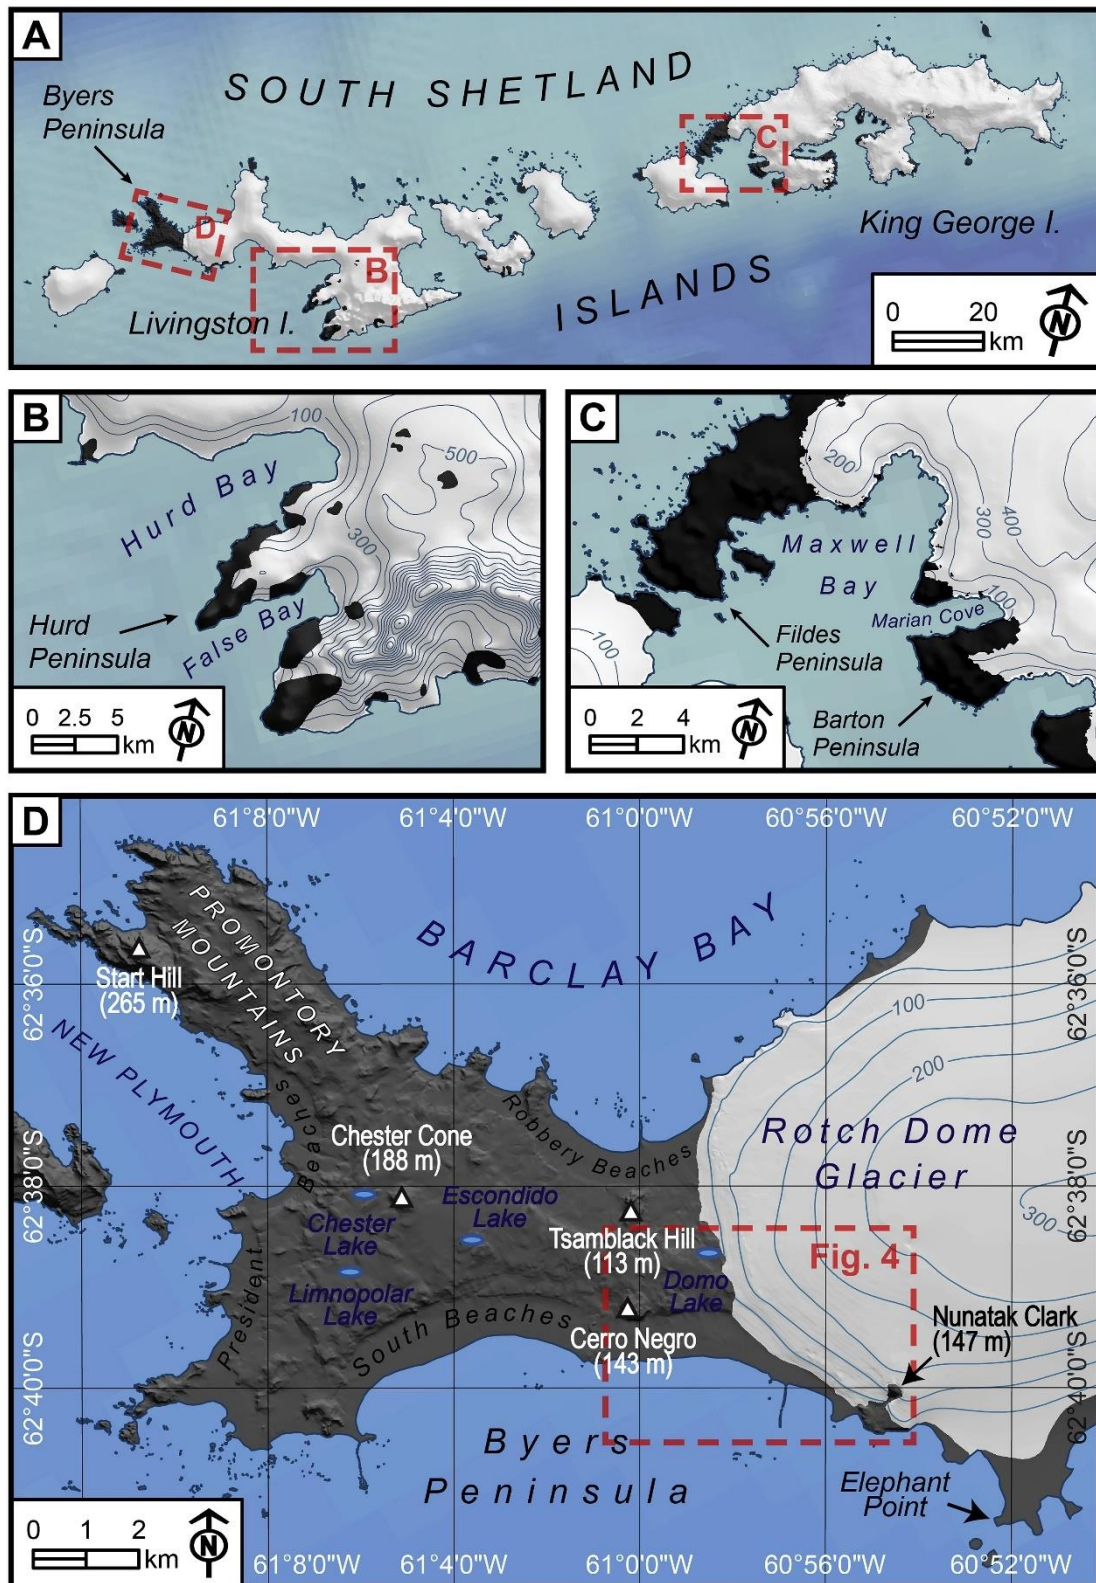 A
SOUTH SHETLAND
ISLANDS
Byers
Peninsula
D
B
C
Livingston I.
King George I.
0 20
km
N
B
100
500
300
Hurd Bay
False Bay
Hurd
Peninsula
0 2.5 5
km
N
C
200
400
300
100
100
Maxwell
Bay
Marian Cove
Fildes
Peninsula
Barton
Peninsula
0 2 4
km
N
D
61°8'0"W 61°4'0"W 61°0'0"W 60°56'0"W 60°52'0"W
62°36'0"S
62°38'0"S
62°40'0"S
62°36'0"S
62°38'0"S
62°40'0"S
PROMONTORY
MOUNTAINS
Start Hill
(265 m)
BARCLAY BAY
NEW PLYMOUTH
President Beaches
Robbery Beaches
South Beaches
Chester Cone
(188 m)
Chester
Lake
Escondido
Lake
Limnopolar
Lake
Tsamblack Hill
(113 m)
Domo
Lake
Cerro Negro
(143 m)
100
200
300
Rotch Dome
Glacier
Fig. 4
Nunatak Clark
(147 m)
Byers
Peninsula
Elephant
Point
0 1 2
km
N
61°8'0"W 61°4'0"W 61°0'0"W 60°56'0"W 60°52'0"W